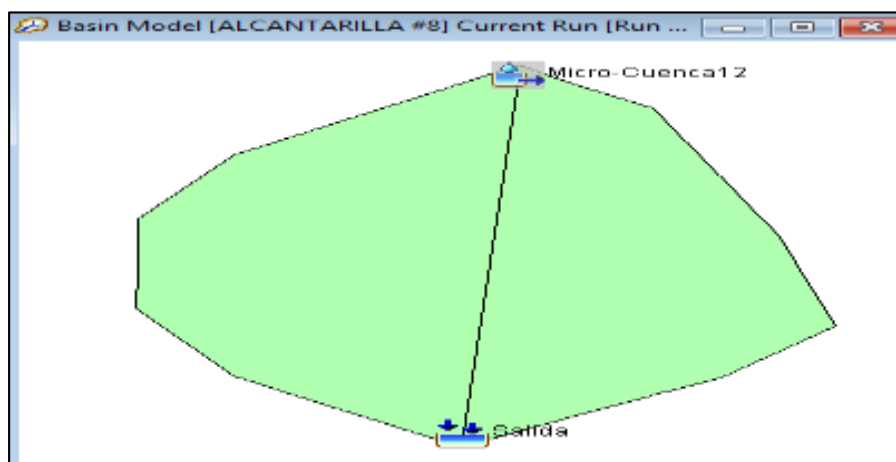 Basin Model [ALCANTARILLA #8] Current Run [Run ...
Micro-Cuenca12
Salida